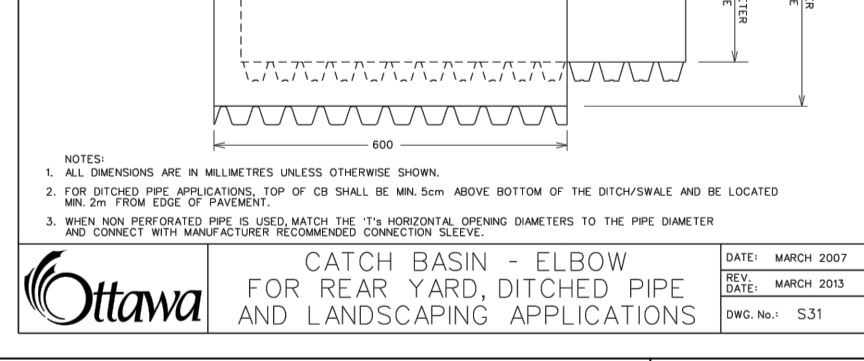 600
NOTES:
1. ALL DIMENSIONS ARE IN MILLIMETRES UNLESS OTHERWISE SHOWN.
2. FOR DITCHED PIPE APPLICATIONS, TOP OF CB SHALL BE MIN. 5cm ABOVE BOTTOM OF THE DITCH/SWALE AND BE LOCATED
MIN. 2m FROM EDGE OF PAVEMENT.
3. WHEN NON PERFORATED PIPE IS USED, MATCH THE 'T's HORIZONTAL OPENING DIAMETERS TO THE PIPE DIAMETER
AND CONNECT WITH MANUFACTURER RECOMMENDED CONNECTION SLEEVE.
Ottawa
CATCH BASIN - ELBOW
FOR REAR YARD, DITCHED PIPE
AND LANDSCAPING APPLICATIONS
DATE: MARCH 2007
REV.
DATE: MARCH 2013
DWG. No.: S31